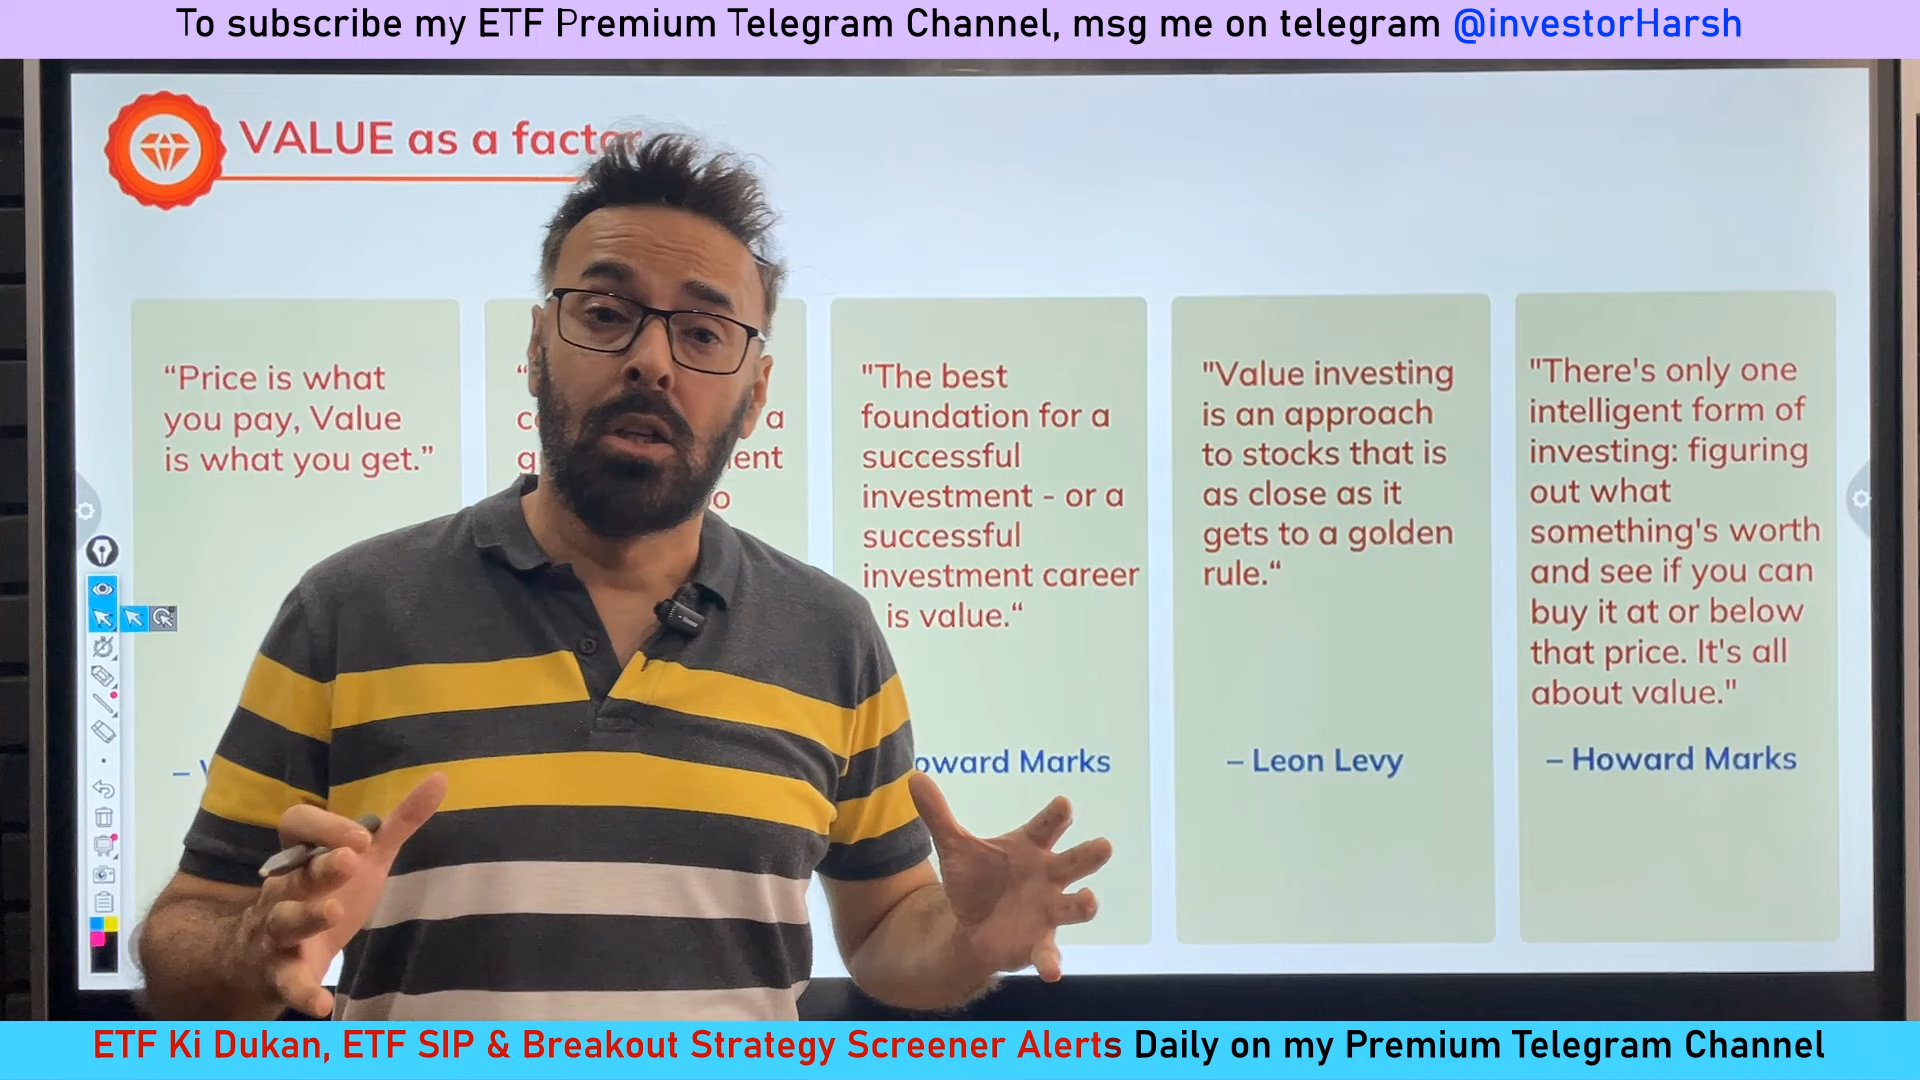 To subscribe my ETF Premium Telegram Channel, msg me on telegram @investorHarsh
VALUE as a factor
“Price is what
you pay, Value
is what you get.”
a
"The best
foundation for a
successful
investment - or a
successful
investment career
is value.“
Marks
"Value investing
is an approach
to stocks that is
as close as it
gets to a golden
rule.“
– Leon Levy
"There's only one
intelligent form of
investing: figuring
out what
something's worth
and see if you can
buy it at or below
that price. It's all
about value."
– Howard Marks
ETF Ki Dukan, ETF SIP & Breakout Strategy Screener Alerts Daily on my Premium Telegram Channel